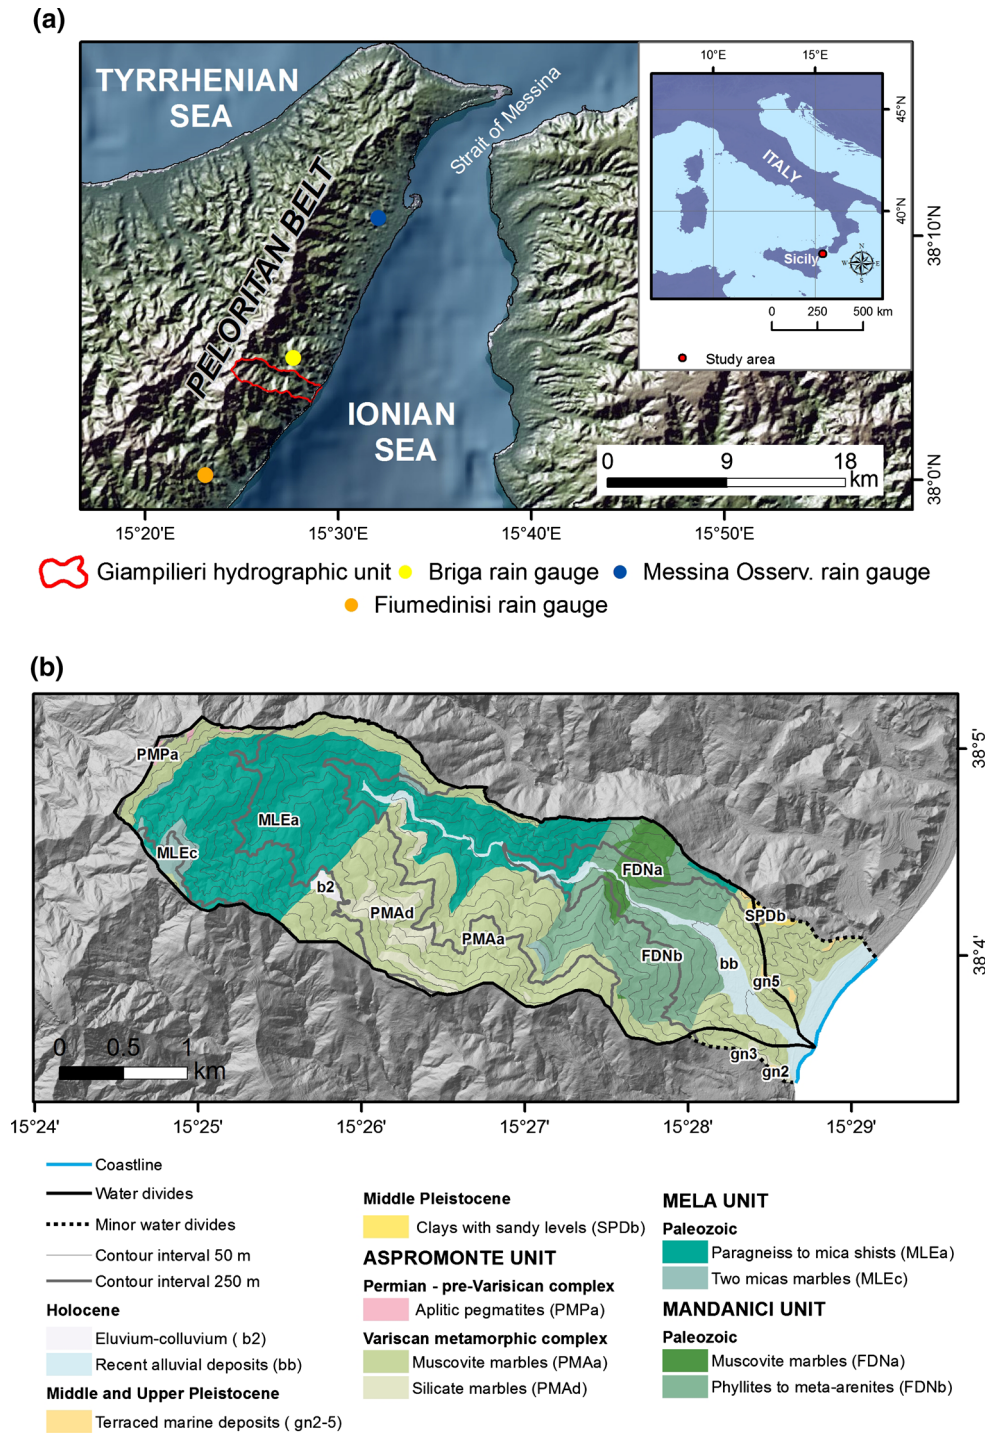 (a)
TYRRHENIAN
SEA
Strait of Messina
PELORITAN BELT
IONIAN
SEA
10°E
15°E
45°N
40°N
ITALY
Sicily
N
W
E
S
0
250
500 km
Study area
0
9
18
km
38°10'N
38°0'N
15°20'E
15°30'E
15°40'E
15°50'E
Giampilieri hydrographic unit
Briga rain gauge
Messina Osserv. rain gauge
Fiumedinisi rain gauge
(b)
PMPa
MLEa
MLEc
b2
PMAd
PMAa
FDNa
FDNb
SPDb
bb
gn5
gn3
gn2
0
0.5
1
km
38°5'
38°4'
15°24'
15°25'
15°26'
15°27'
15°28'
15°29'
Coastline
Water divides
Minor water divides
Contour interval 50 m
Contour interval 250 m
Holocene
Eluvium-colluvium ( b2)
Recent alluvial deposits (bb)
Middle and Upper Pleistocene
Terraced marine deposits ( gn2-5)
Middle Pleistocene
Clays with sandy levels (SPDb)
ASPROMONTE UNIT
Permian - pre-Varisican complex
Aplitic pegmatites (PMPa)
Variscan metamorphic complex
Muscovite marbles (PMAa)
Silicate marbles (PMAd)
MELA UNIT
Paleozoic
Paragneiss to mica shists (MLEa)
Two micas marbles (MLEc)
MANDANICI UNIT
Paleozoic
Muscovite marbles (FDNa)
Phyllites to meta-arenites (FDNb)